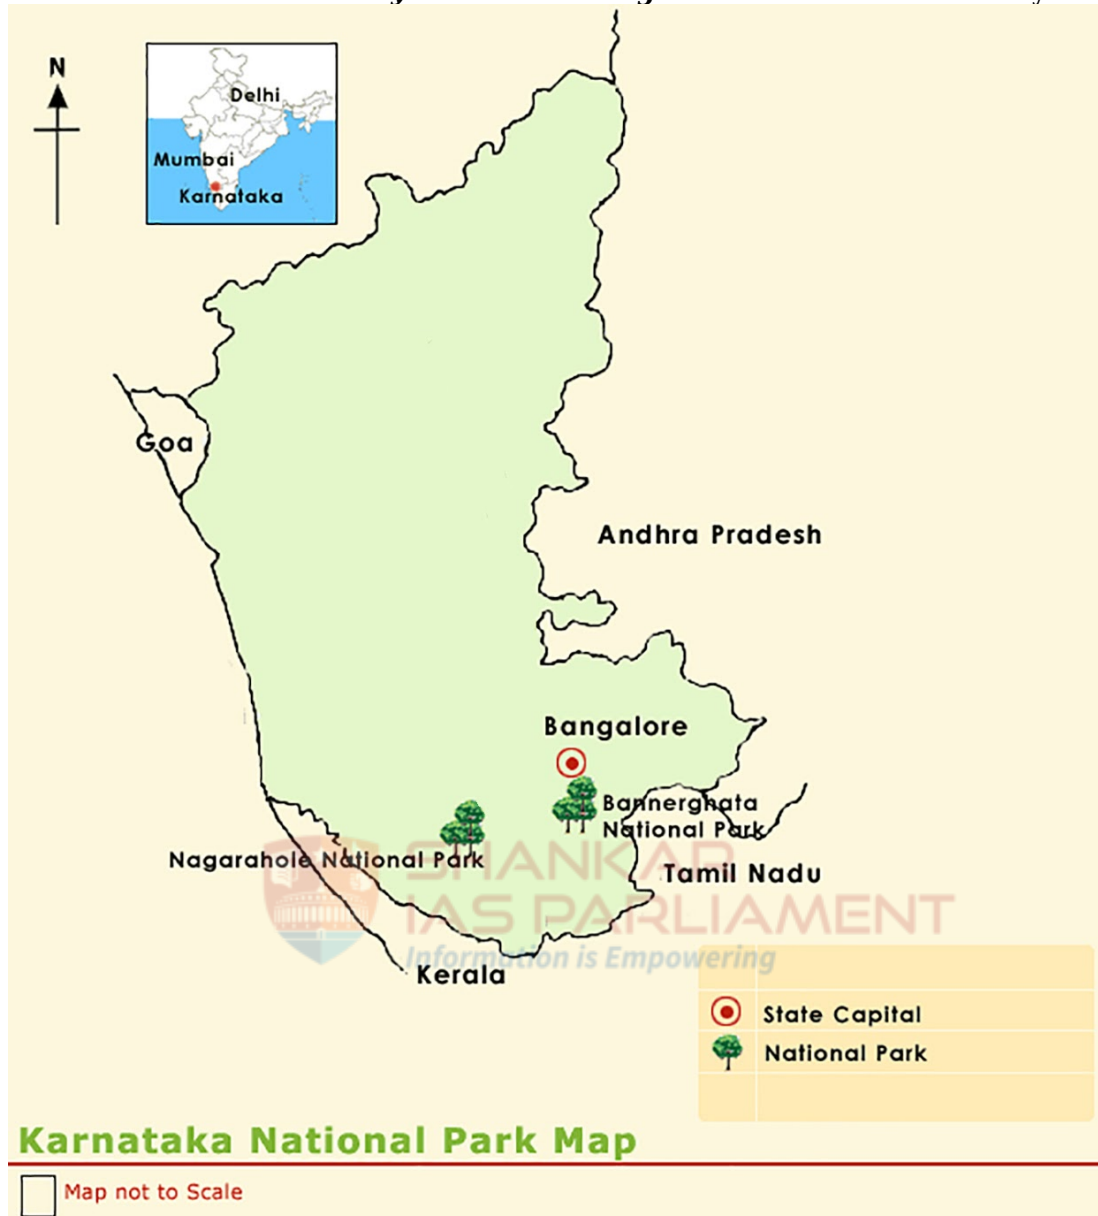 N
Delhi
Mumbai
Karnataka
Goa
Andhra Pradesh
Bangalore
Bannerghata
National Park
Nagarahole National Park
SHANKAR
IAS PARLIAMENT
Information is Empowering
Tamil Nadu
Kerala
State Capital
National Park
Karnataka National Park Map
Map not to Scale